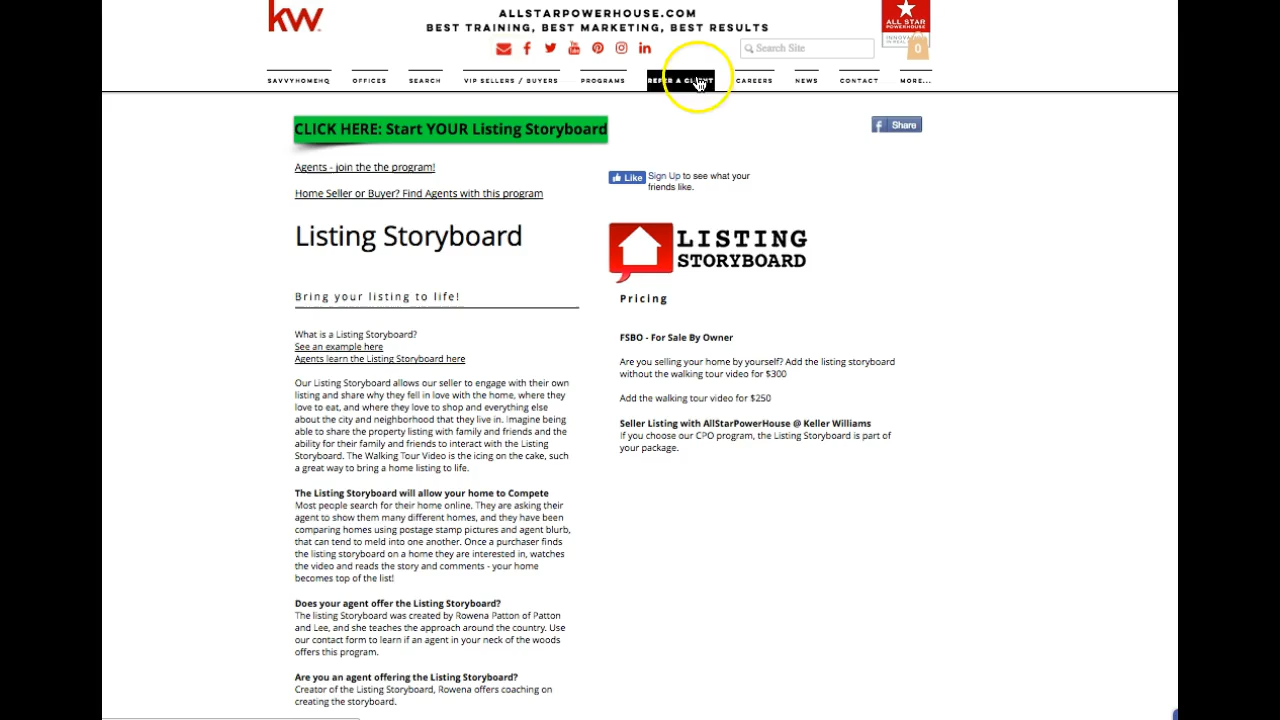 kw
ALLSTARPOWERHOUSE.COM
BEST TRAINING, BEST MARKETING, BEST RESULTS
ALL STAR
POWERHOUSE
Search Site
0
SAVVYHOMEHQ OFFICES SEARCH VIP SELLERS / BUYERS PROGRAMS REFER A CLIENT CAREERS NEWS CONTACT MORE...
CLICK HERE: Start YOUR Listing Storyboard
Share
Agents - join the the program!
Like Sign Up to see what your
friends like.
Home Seller or Buyer? Find Agents with this program
Listing Storyboard
LISTING
STORYBOARD
Bring your listing to life!
What is a Listing Storyboard?
See an example here
Agents learn the Listing Storyboard here
Our Listing Storyboard allows our seller to engage with their own
listing and share why they fell in love with the home, where they
love to eat, and where they love to shop and everything else
about the city and neighborhood that they live in. Imagine being
able to share the property listing with family and friends and the
ability for their family and friends to interact with the Listing
Storyboard. The Walking Tour Video is the icing on the cake, such
a great way to bring a home listing to life.
The Listing Storyboard will allow your home to Compete
Most people search for their home online. They are asking their
agent to show them many different homes, and they have been
comparing homes using postage stamp pictures and agent blurb,
that can tend to meld into one another. Once a purchaser finds
the listing storyboard on a home they are interested in, watches
the video and reads the story and comments - your home
becomes top of the list!
Does your agent offer the Listing Storyboard?
The listing Storyboard was created by Rowena Patton of Patton
and Lee, and she teaches the approach around the country. Use
our contact form to learn if an agent in your neck of the woods
offers this program.
Are you an agent offering the Listing Storyboard?
Creator of the Listing Storyboard, Rowena offers coaching on
creating the storyboard.
Pricing
FSBO - For Sale By Owner
Are you selling your home by yourself? Add the listing storyboard
without the walking tour video for $300
Add the walking tour video for $250
Seller Listing with AllStarPowerHouse @ Keller Williams
If you choose our CPO program, the Listing Storyboard is part of
your package.